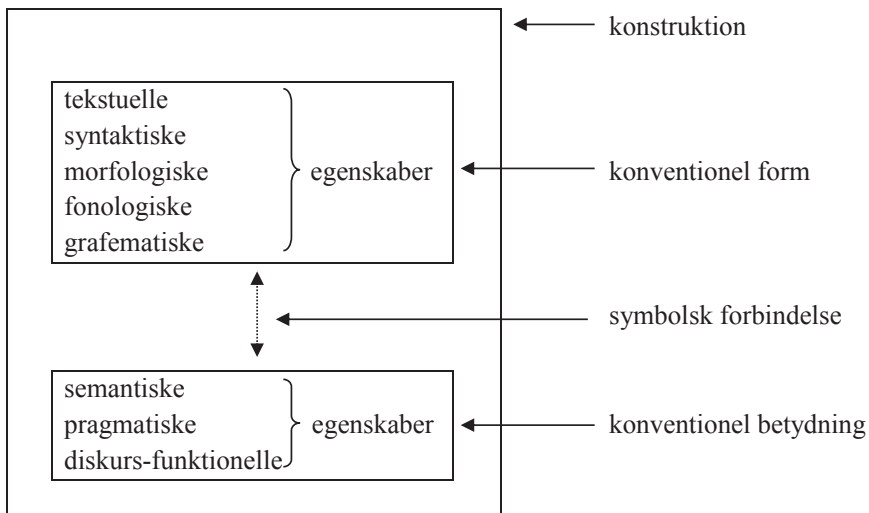 konstruktion
tekstuelle
syntaktiske
morfologiske egenskaber konventionel form
fonologiske
grafematiske
symbolsk forbindelse
semantiske
pragmatiske egenskaber konventionel betydning
diskurs-funktionelle